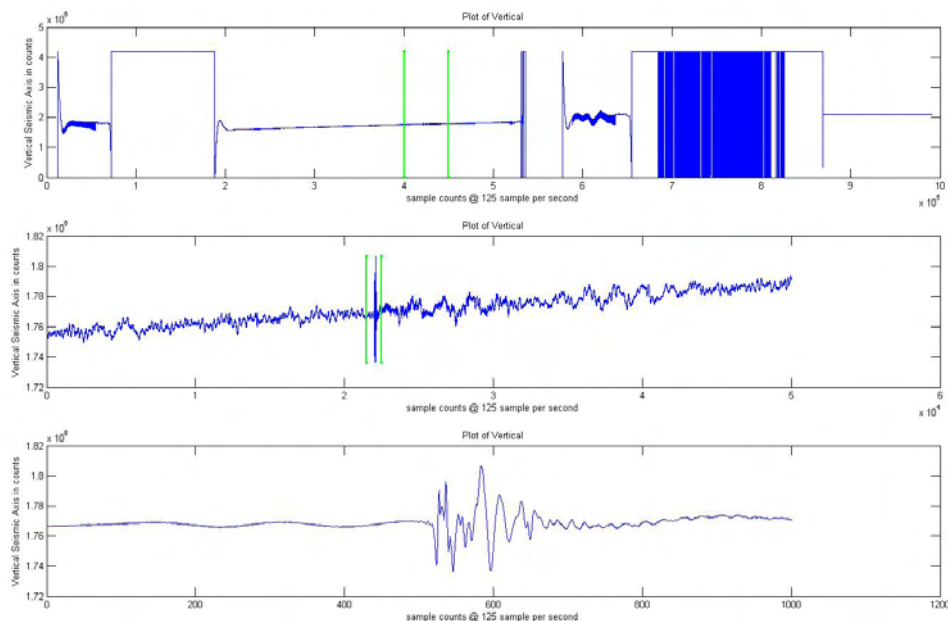 Plot of Vertical
x 10⁶
Vertical Seismic Axis in counts
5
4
3
2
1
0
0 1 2 3 4 5 6 7 8 9 10
sample counts @ 125 sample per second
x 10⁵
Plot of Vertical
x 10⁶
Vertical Seismic Axis in counts
1.82
1.8
1.78
1.76
1.74
1.72
0 1 2 3 4 5 6
sample counts @ 125 sample per second
x 10⁴
Plot of Vertical
x 10⁶
Vertical Seismic Axis in counts
1.82
1.8
1.78
1.76
1.74
1.72
0 200 400 600 800 1000 1200
sample counts @ 125 sample per second